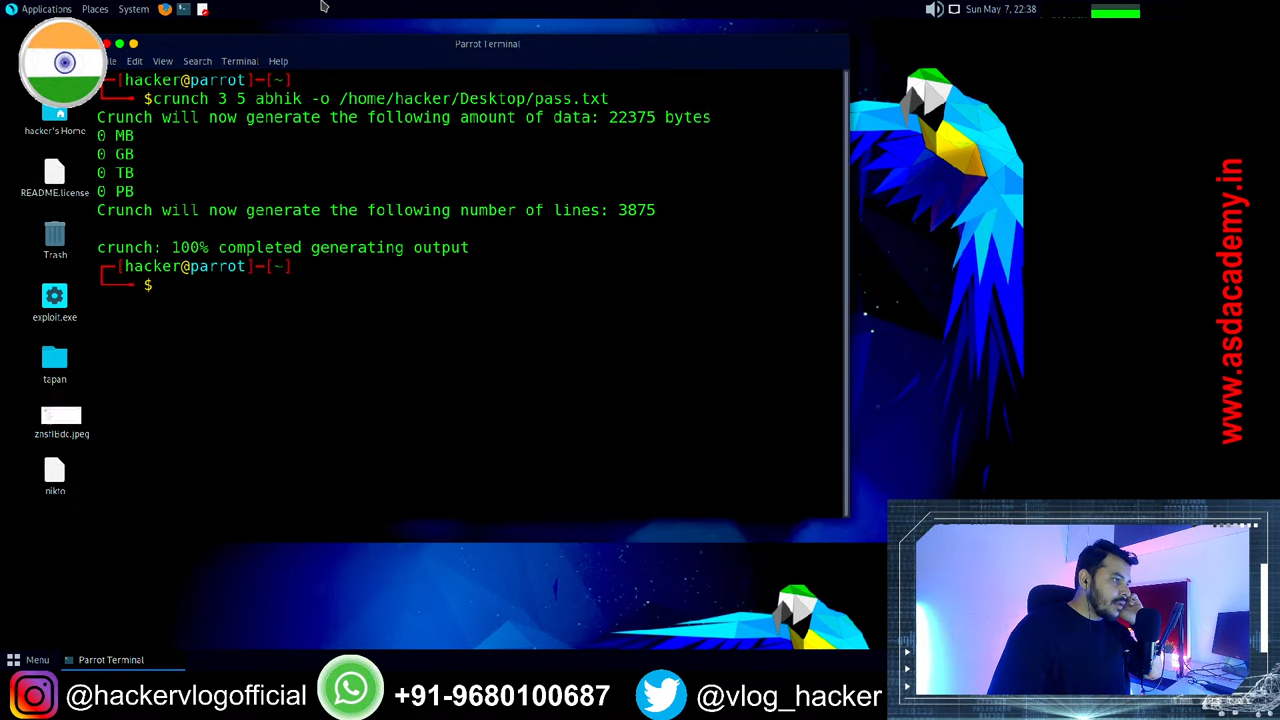 Applications Places System
Sun May 7, 22:38
Parrot Terminal
Edit View Search Terminal Help
[hacker@parrot]─[~]
$crunch 3 5 abhik -o /home/hacker/Desktop/pass.txt
Crunch will now generate the following amount of data: 22375 bytes
0 MB
0 GB
0 TB
0 PB
Crunch will now generate the following number of lines: 3875
crunch: 100% completed generating output
[hacker@parrot]─[~]
$
hacker's Home
README.license
Trash
exploit.exe
tapan
nikto
www.asdacademy.in
Menu
Parrot Terminal
@hackervlogofficial
+91-9680100687
@vlog_hacker